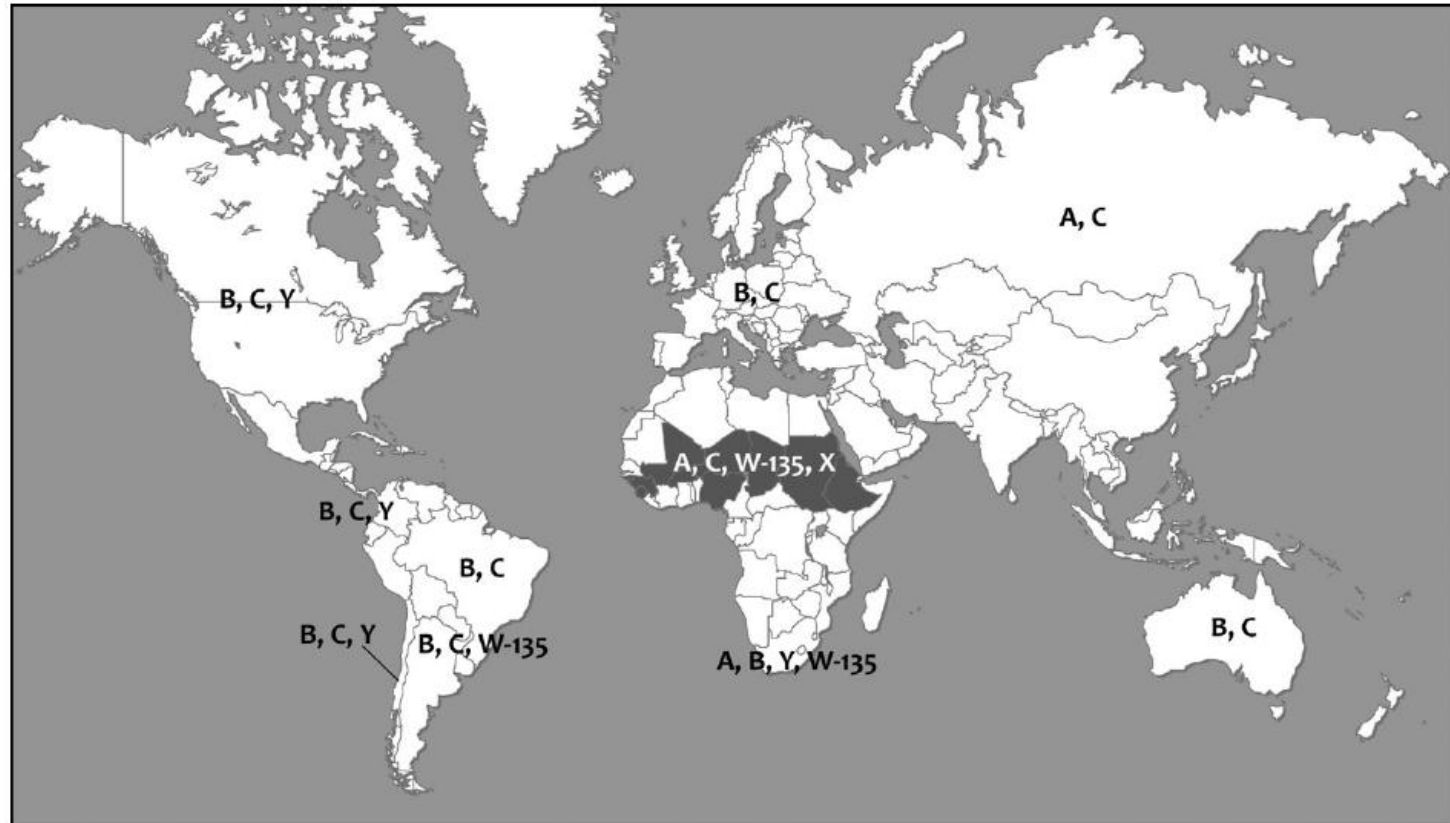 A, C
B, C, Y
B, C
A, C, W-135, X
B, C, Y
B, C
B, C, Y
B, C, W-135
A, B, Y, W-135
B, C